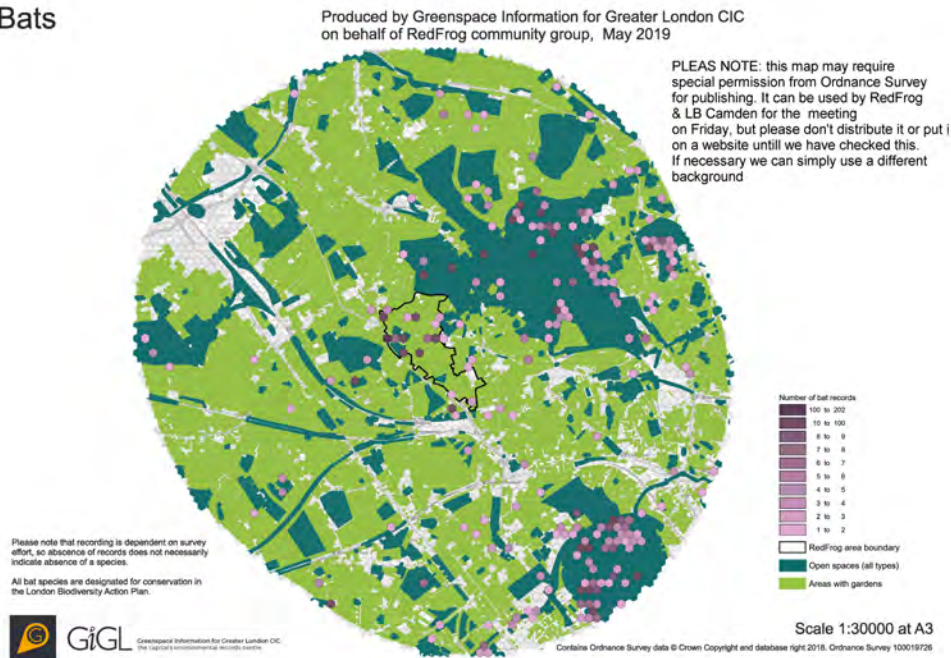 Bats
Produced by Greenspace Information for Greater London CIC
on behalf of RedFrog community group, May 2019
PLEAS NOTE: this map may require
special permission from Ordnance Survey
for publishing. It can be used by RedFrog
& LB Camden for the meeting
on Friday, but please don't distribute it or put i
on a website untill we have checked this.
If necessary we can simply use a different
background
Number of bat records
100 to 202
10 to 100
8 to 9
7 to 8
6 to 7
5 to 6
4 to 5
3 to 4
2 to 3
1 to 2
RedFrog area boundary
Open spaces (all types)
Areas with gardens
Please note that recording is dependent on survey
effort, so absence of records does not necessarily
indicate absence of a species.
All bat species are designated for conservation in
the London Biodiversity Action Plan.
G
GiGL
Greenspace Information for Greater London CIC
the capital's environmental records centre
Scale 1:30000 at A3
Contains Ordnance Survey data © Crown Copyright and database right 2018. Ordnance Survey 100019726